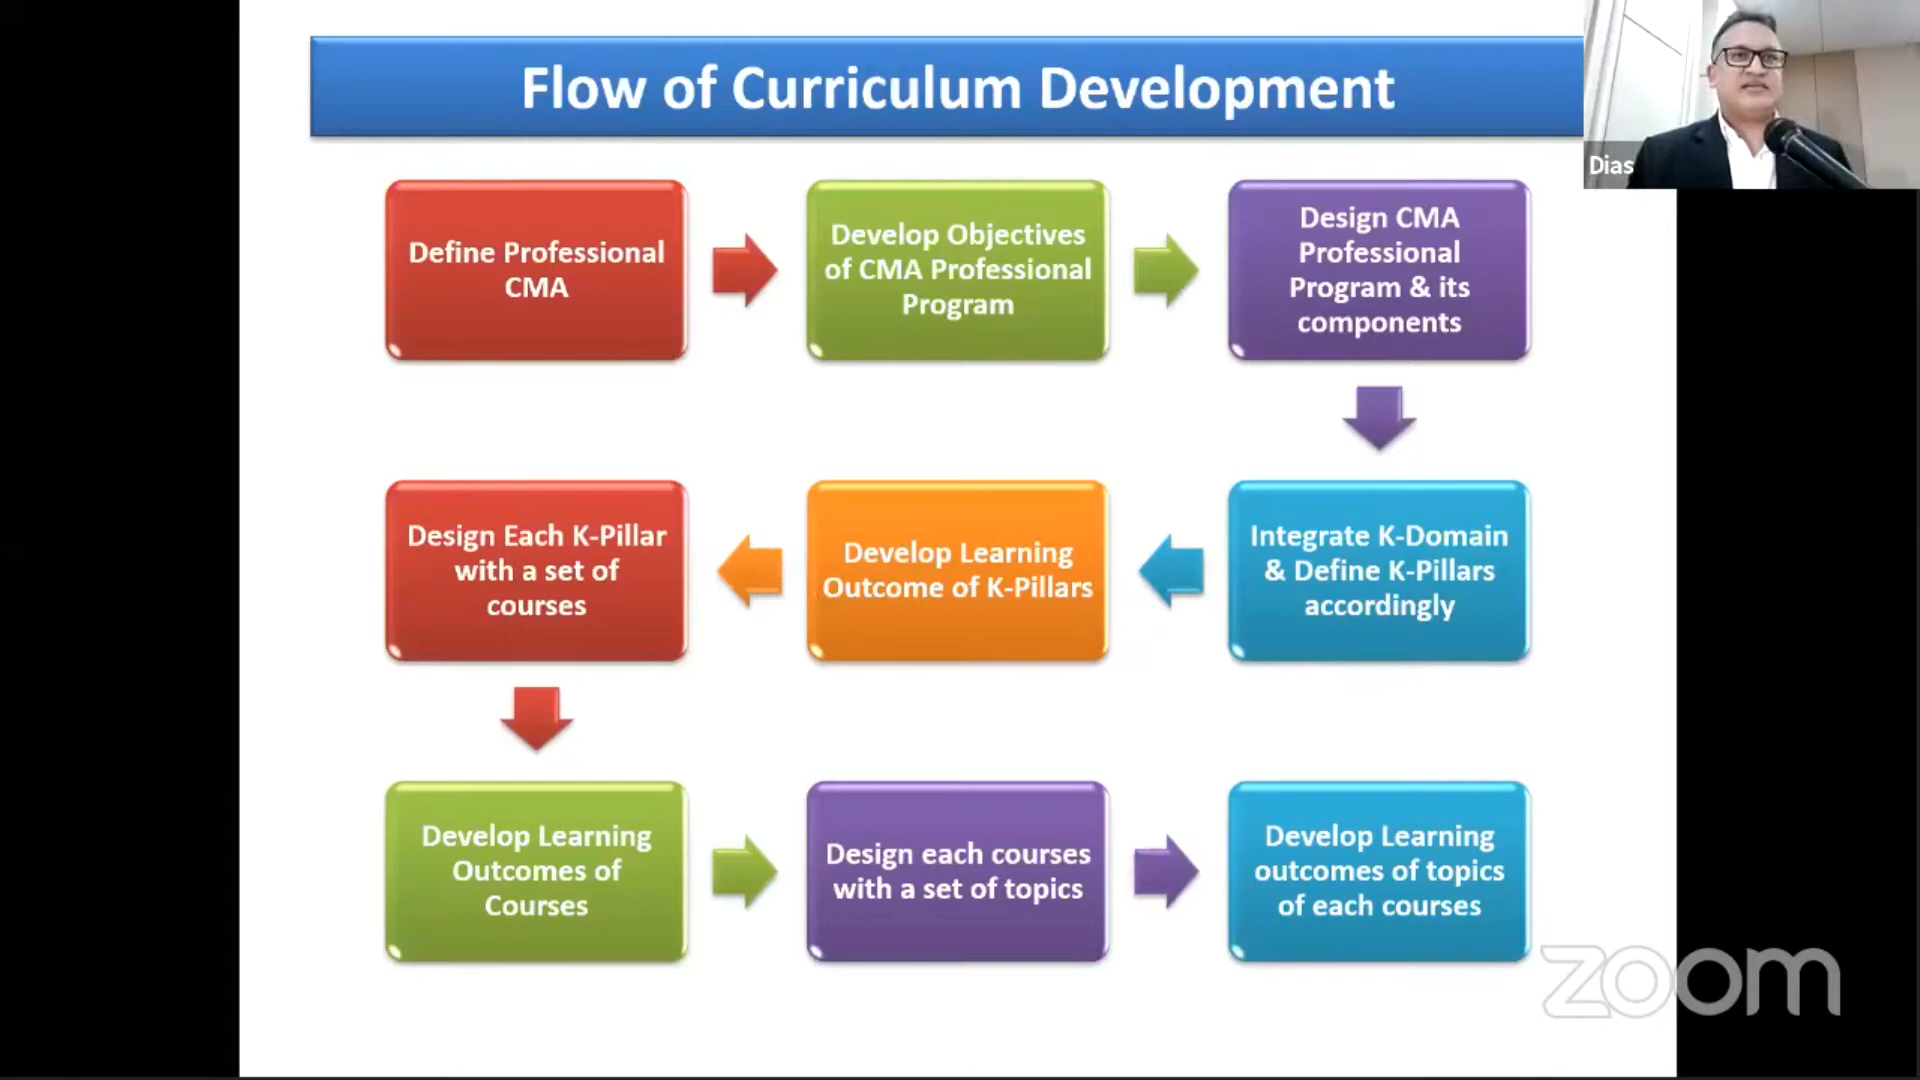 Flow of Curriculum Development
Dias
Define Professional
CMA
Develop Objectives
of CMA Professional
Program
Design CMA
Professional
Program & its
components
Integrate K-Domain
& Define K-Pillars
accordingly
Develop Learning
Outcome of K-Pillars
Design Each K-Pillar
with a set of
courses
Develop Learning
Outcomes of
Courses
Design each courses
with a set of topics
Develop Learning
outcomes of topics
of each courses
zoom